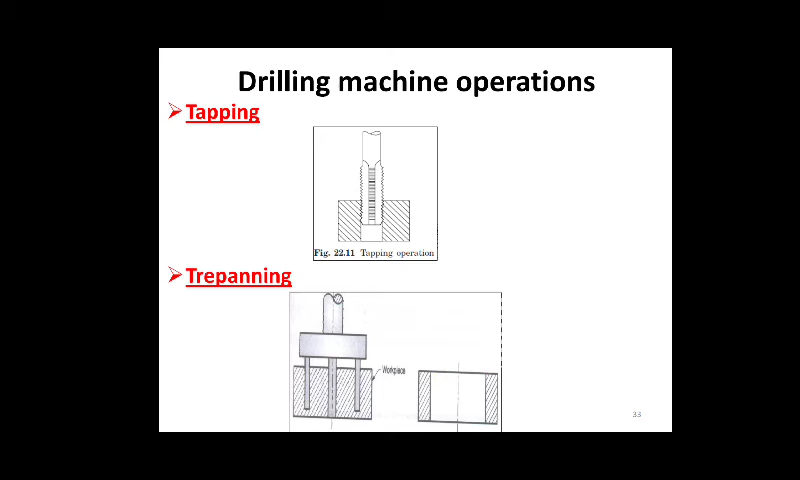 Drilling machine operations
Tapping
Fig. 22.11 Tapping operation
Trepanning
Workpiece
33